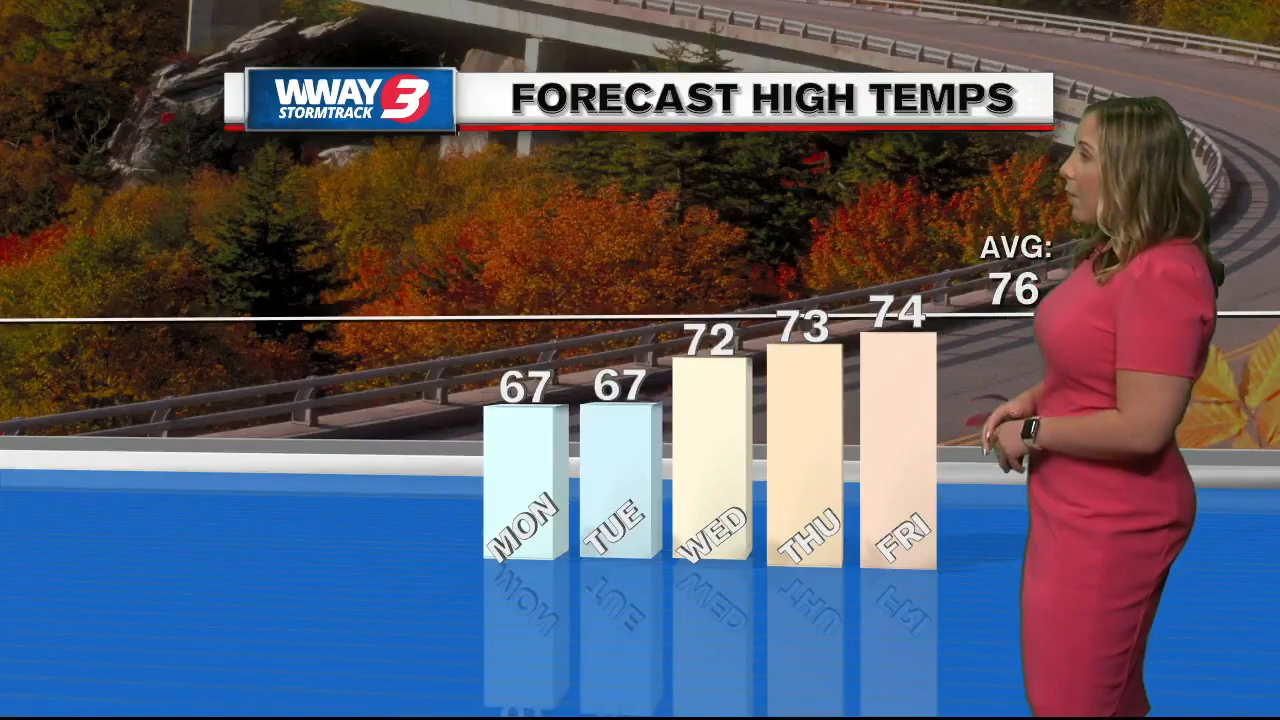 WWAY 3
STORMTRACK
FORECAST HIGH TEMPS
AVG:
76
67
67
72
73
74
MON
TUE
WED
THU
FRI